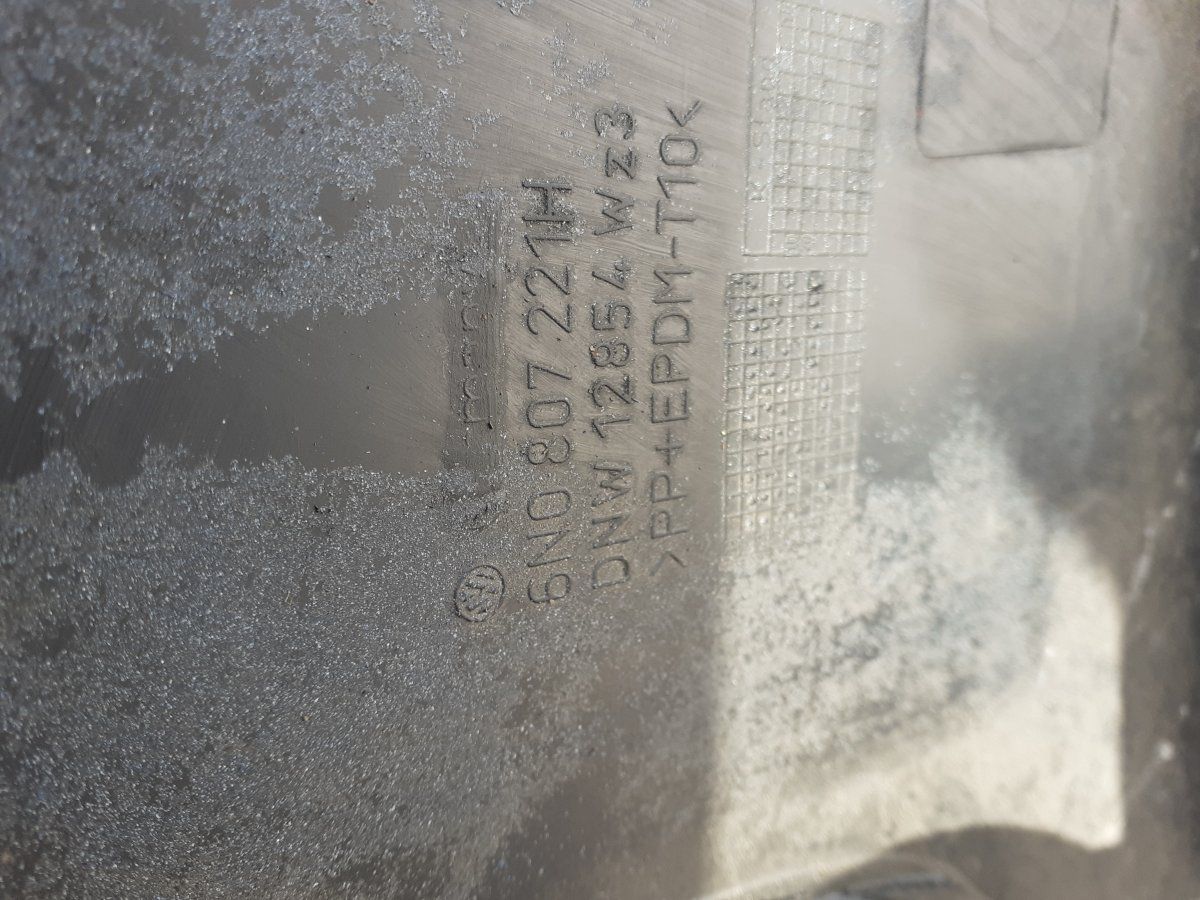 6N0 807 221H
DNW 12854 Wz3
>PP+EPDM-T10<